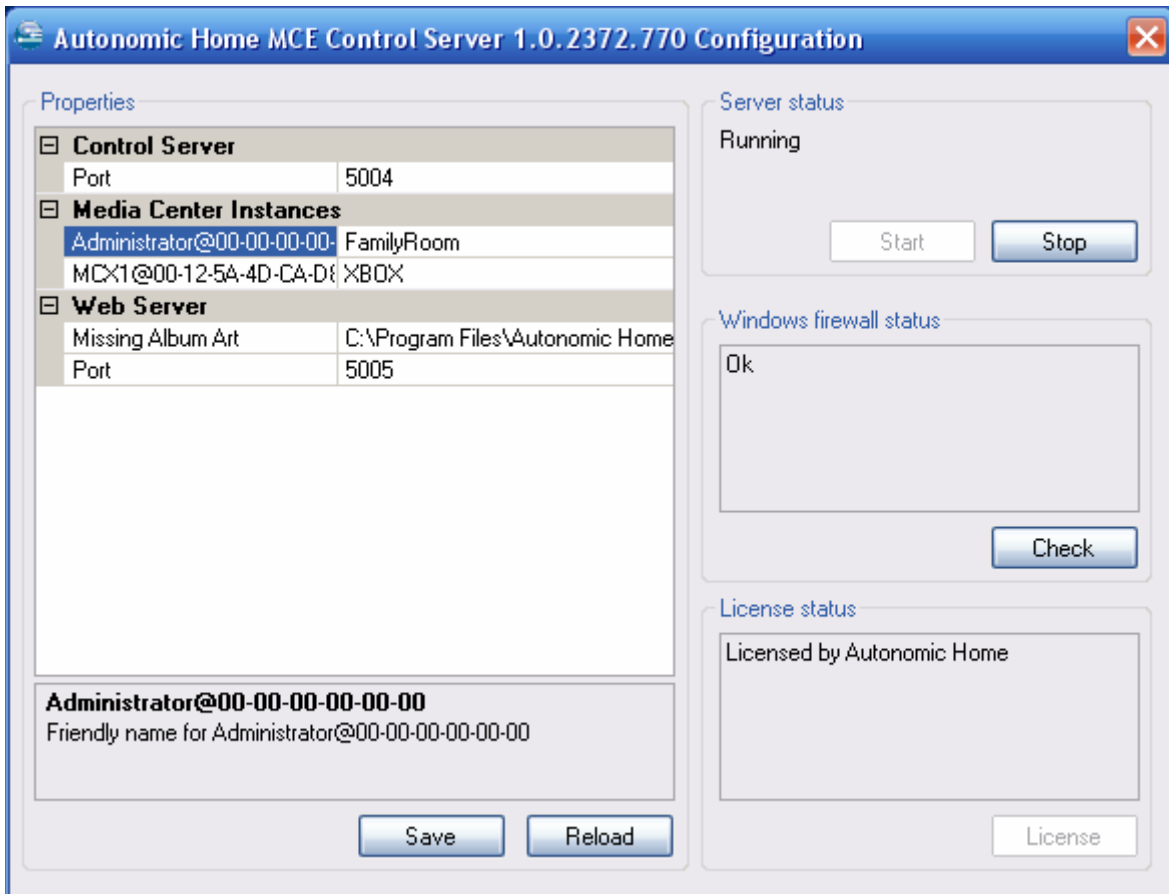 Autonomic Home MCE Control Server 1.0.2372.770 Configuration
Properties
Control Server
Port 5004
Media Center Instances
Administrator@00-00-00-00- FamilyRoom
MCX1@00-12-5A-4D-CA-D8 XBOX
Web Server
Missing Album Art C:\Program Files\Autonomic Home
Port 5005
Administrator@00-00-00-00-00-00
Friendly name for Administrator@00-00-00-00-00-00
Save Reload
Server status
Running
Start Stop
Windows firewall status
Ok
Check
License status
Licensed by Autonomic Home
License